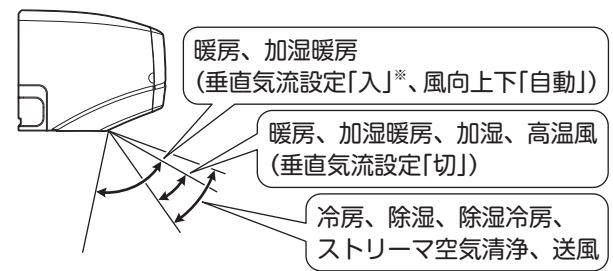 暖房、加湿暖房
(垂直気流設定「入」※、風向上下「自動」)
暖房、加湿暖房、加湿、高温風
(垂直気流設定「切」)
冷房、除湿、除湿冷房、
ストリーマ空気清浄、送風